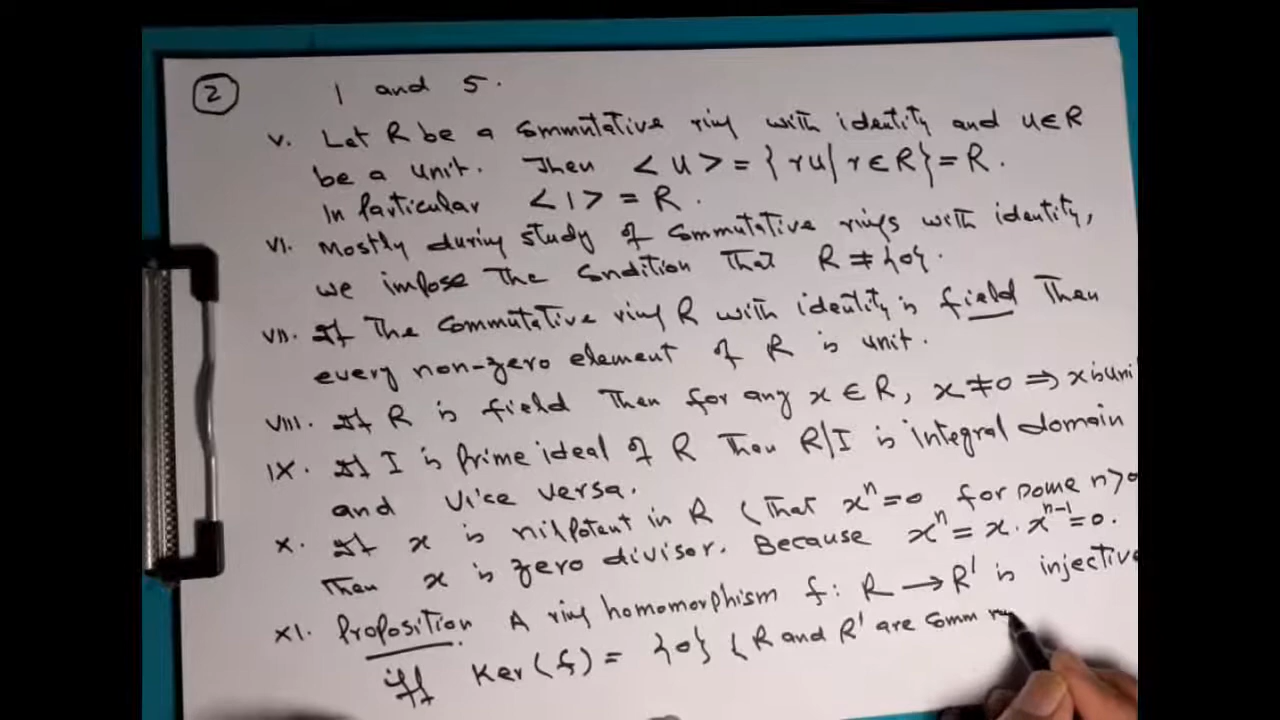 2 1 and 5.
v. Let R be a commutative ring with identity and u∈R
be a unit. Then <u> = {ru | r∈R} = R.
In particular <1> = R.
vi. Mostly during study of commutative rings with identity,
we impose the condition that R ≠ {0}.
vii. If the commutative ring R with identity is field then
every non-zero element of R is unit.
viii. If R is field then for any x ∈ R, x ≠ 0 ⇒ x is uni
ix. If I is prime ideal of R then R/I is integral domain
and vice versa.
x. If x is nilpotent in R (that xⁿ=0 for some n>0
then x is zero divisor. Because xⁿ = x·xⁿ⁻¹ = 0.
xi. Proposition A ring homomorphism f: R → R' is injective
iff Ker(f) = {0} (R and R' are comm